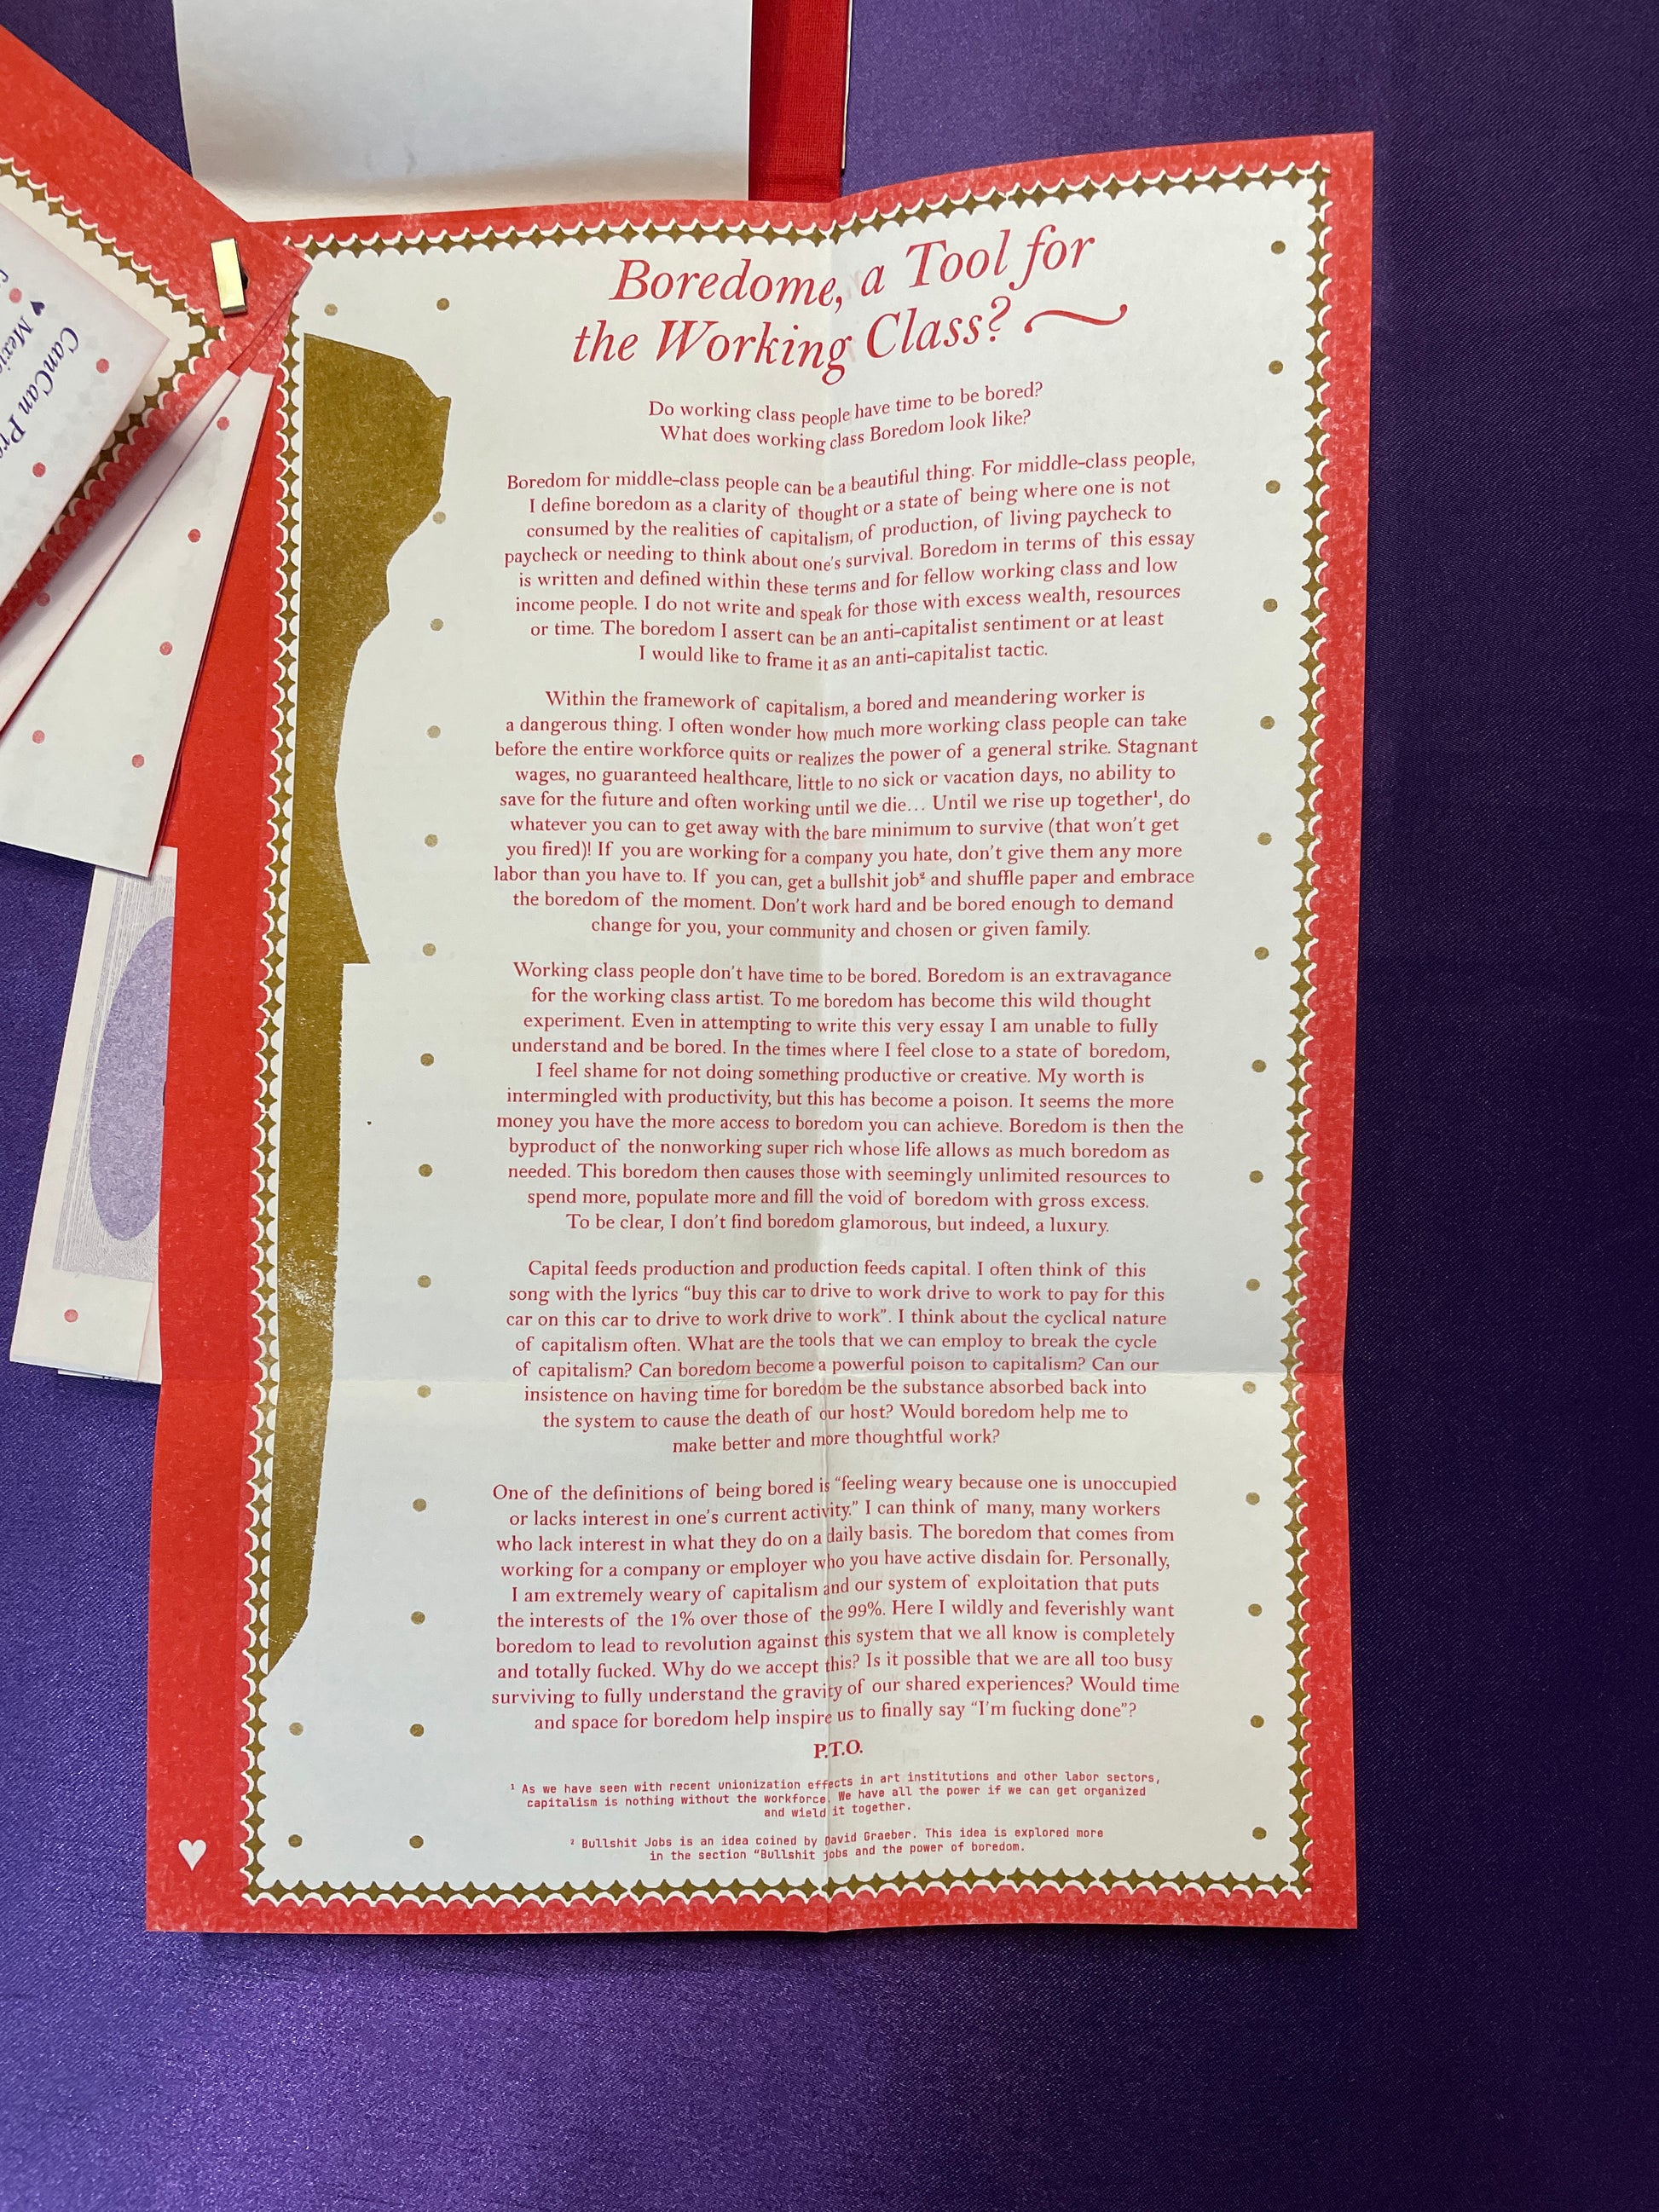 CanCan
Boredome, a Tool for
the Working Class?
Do working class people have time to be bored?
What does working class Boredom look like?
Boredom for middle-class people can be a beautiful thing. For middle-class people,
I define boredom as a clarity of thought or a state of being where one is not
consumed by the realities of capitalism, of production, of living paycheck to
paycheck or needing to think about one's survival. Boredom in terms of this essay
is written and defined within these terms and for fellow working class and low
income people. I do not write and speak for those with excess wealth, resources
or time. The boredom I assert can be an anti-capitalist sentiment or at least
I would like to frame it as an anti-capitalist tactic.
Within the framework of capitalism, a bored and meandering worker is
a dangerous thing. I often wonder how much more working class people can take
before the entire workforce quits or realizes the power of a general strike. Stagnant
wages, no guaranteed healthcare, little to no sick or vacation days, no ability to
save for the future and often working until we die... Until we rise up together¹, do
whatever you can to get away with the bare minimum to survive (that won't get
you fired)! If you are working for a company you hate, don't give them any more
labor than you have to. If you can, get a bullshit job² and shuffle paper and embrace
the boredom of the moment. Don't work hard and be bored enough to demand
change for you, your community and chosen or given family.
Working class people don't have time to be bored. Boredom is an extravagance
for the working class artist. To me boredom has become this wild thought
experiment. Even in attempting to write this very essay I am unable to fully
understand and be bored. In the times where I feel close to a state of boredom,
I feel shame for not doing something productive or creative. My worth is
intermingled with productivity, but this has become a poison. It seems the more
money you have the more access to boredom you can achieve. Boredom is then the
byproduct of the nonworking super rich whose life allows as much boredom as
needed. This boredom then causes those with seemingly unlimited resources to
spend more, populate more and fill the void of boredom with gross excess.
To be clear, I don't find boredom glamorous, but indeed, a luxury.
Capital feeds production and production feeds capital. I often think of this
song with the lyrics “buy this car to drive to work drive to work to pay for this
car on this car to drive to work drive to work”. I think about the cyclical nature
of capitalism often. What are the tools that we can employ to break the cycle
of capitalism? Can boredom become a powerful poison to capitalism? Can our
insistence on having time for boredom be the substance absorbed back into
the system to cause the death of our host? Would boredom help me to
make better and more thoughtful work?
One of the definitions of being bored is “feeling weary because one is unoccupied
or lacks interest in one's current activity.” I can think of many, many workers
who lack interest in what they do on a daily basis. The boredom that comes from
working for a company or employer who you have active disdain for. Personally,
I am extremely weary of capitalism and our system of exploitation that puts
the interests of the 1% over those of the 99%. Here I wildly and feverishly want
boredom to lead to revolution against this system that we all know is completely
and totally fucked. Why do we accept this? Is it possible that we are all too busy
surviving to fully understand the gravity of our shared experiences? Would time
and space for boredom help inspire us to finally say “I'm fucking done”?
P.T.O.
¹ As we have seen with recent unionization effects in art institutions and other labor sectors,
capitalism is nothing without the workforce. We have all the power if we can get organized
and wield it together.
² Bullshit Jobs is an idea coined by David Graeber. This idea is explored more
in the section “Bullshit jobs and the power of boredom.